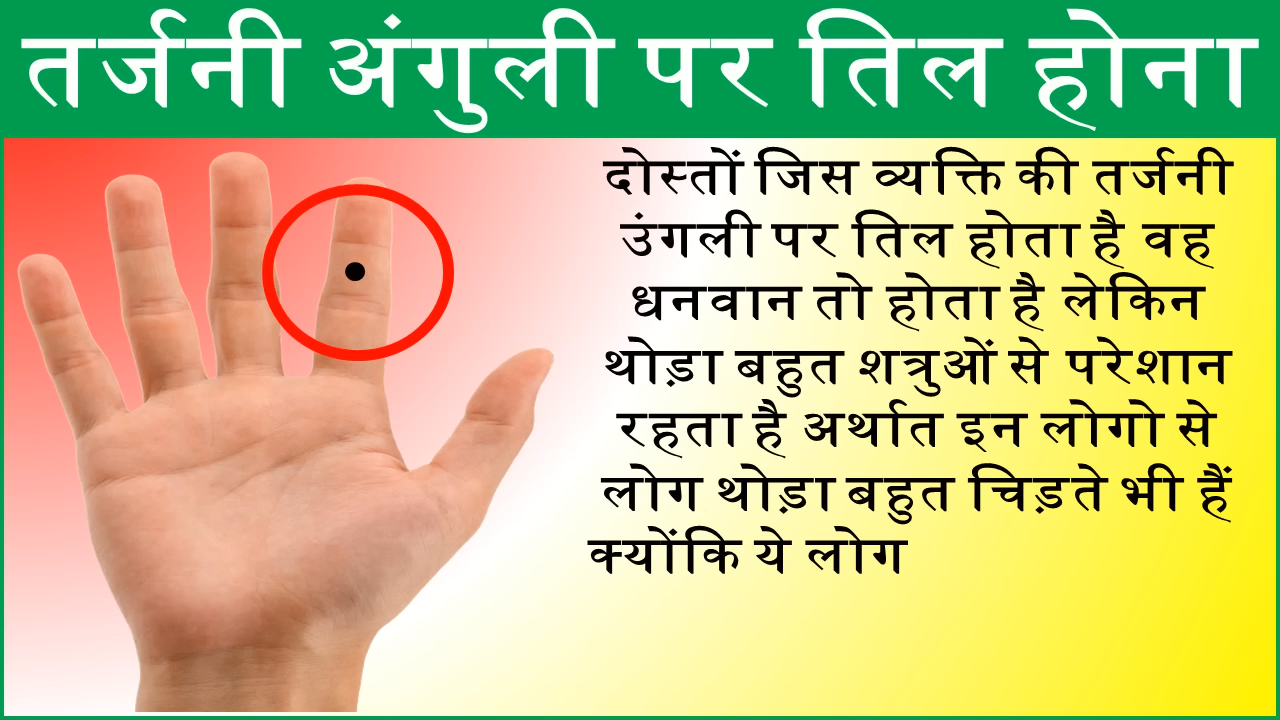 तर्जनी अंगुली पर तिल होना
दोस्तों जिस व्यक्ति की तर्जनी
उंगली पर तिल होता है वह
धनवान तो होता है लेकिन
थोड़ा बहुत शत्रुओं से परेशान
रहता है अर्थात इन लोगो से
लोग थोड़ा बहुत चिड़ते भी हैं
क्योंकि ये लोग